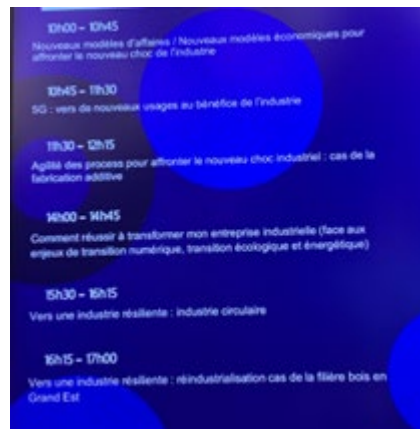 10h00 – 10h45
Nouveaux modèles d'affaires / Nouveaux modèles économiques pour
affronter le nouveau choc de l'industrie
10h45 – 11h30
5G : vers de nouveaux usages au bénéfice de l'industrie
11h30 – 12h15
Agilité des process pour affronter le nouveau choc industriel : cas de la
fabrication additive
14h00 – 14h45
Comment réussir à transformer mon entreprise industrielle (face aux
enjeux de transition numérique, transition écologique et énergétique)
15h30 – 16h15
Vers une industrie résiliente : industrie circulaire
16h15 – 17h00
Vers une industrie résiliente : réindustrialisation cas de la filière bois en
Grand Est